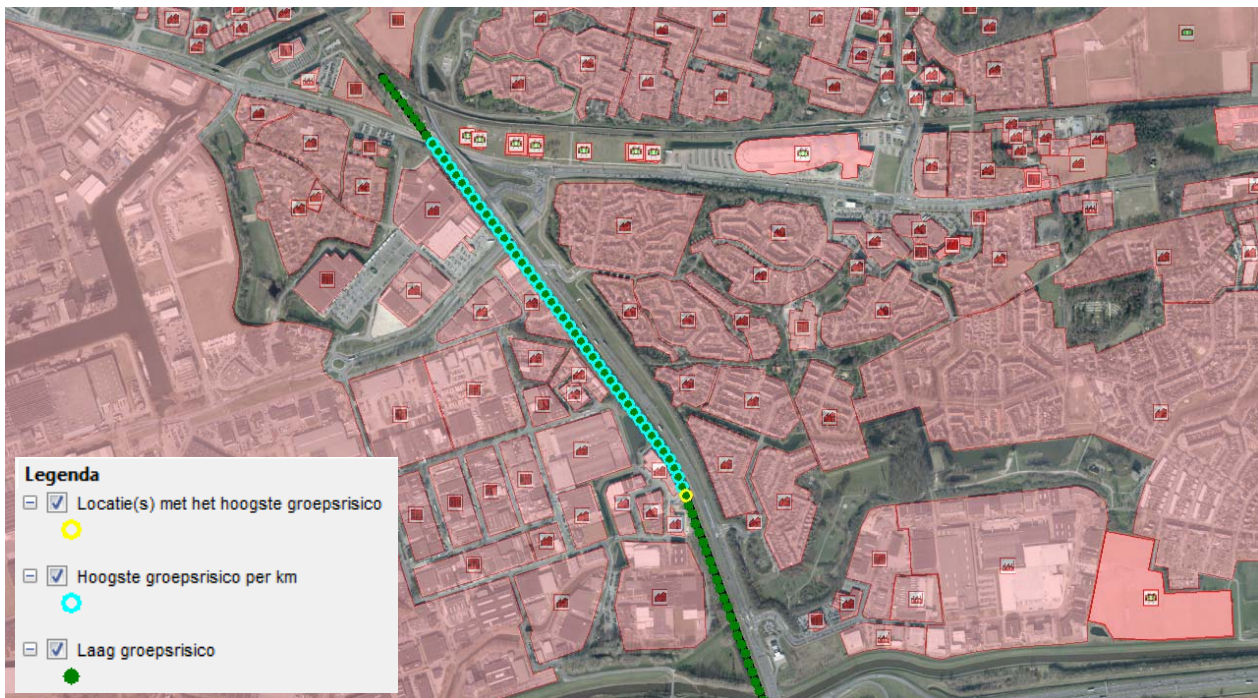 Legenda
Locatie(s) met het hoogste groepsrisico
Hoogste groepsrisico per km
Laag groepsrisico